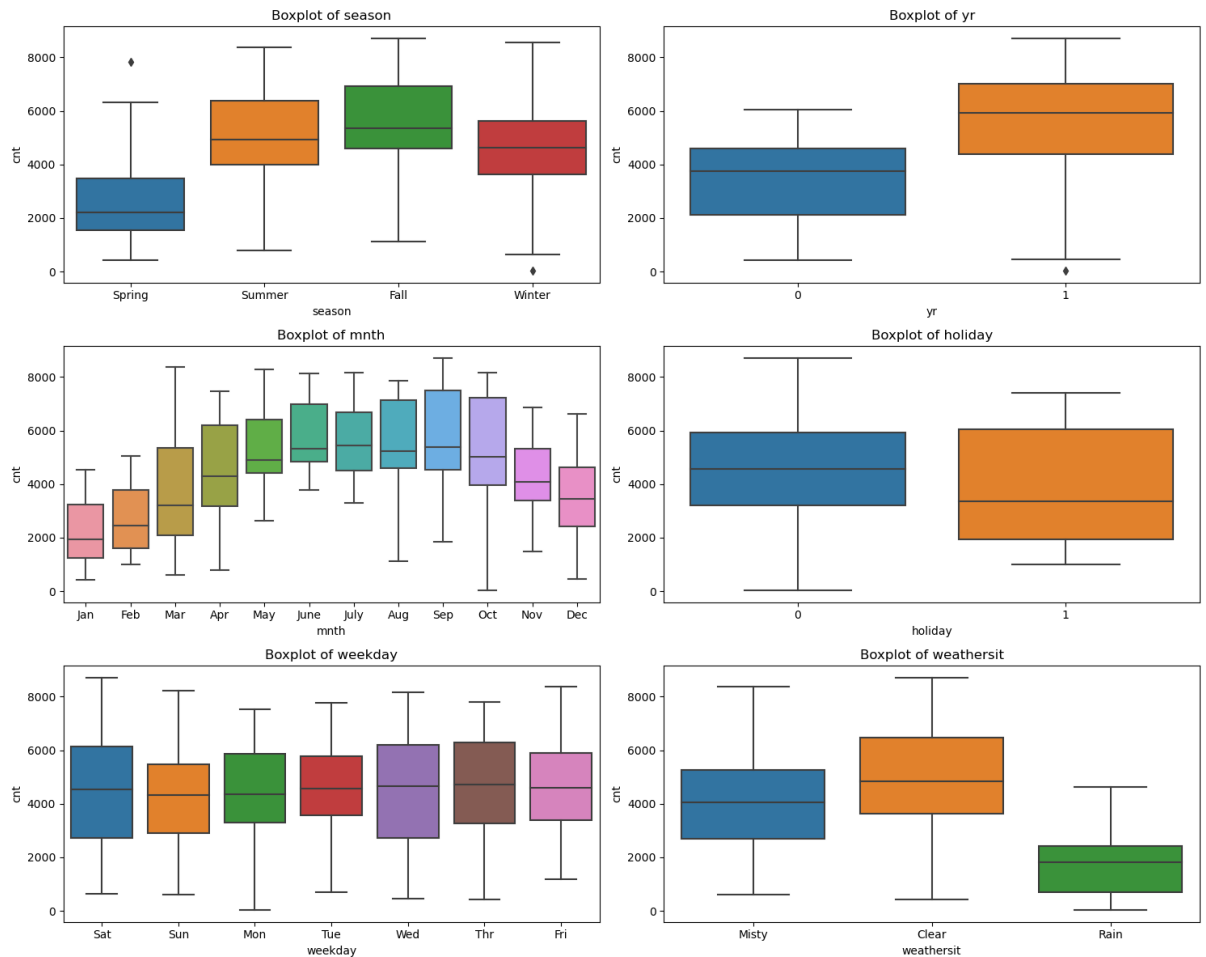 Boxplot of season
8000
6000
4000
2000
0
cnt
Spring Summer Fall Winter
season
Boxplot of yr
8000
6000
4000
2000
0
cnt
0 1
yr
Boxplot of mnth
8000
6000
4000
2000
0
cnt
Jan Feb Mar Apr May June July Aug Sep Oct Nov Dec
mnth
Boxplot of holiday
8000
6000
4000
2000
0
cnt
0 1
holiday
Boxplot of weekday
8000
6000
4000
2000
0
cnt
Sat Sun Mon Tue Wed Thr Fri
weekday
Boxplot of weathersit
8000
6000
4000
2000
0
cnt
Misty Clear Rain
weathersit